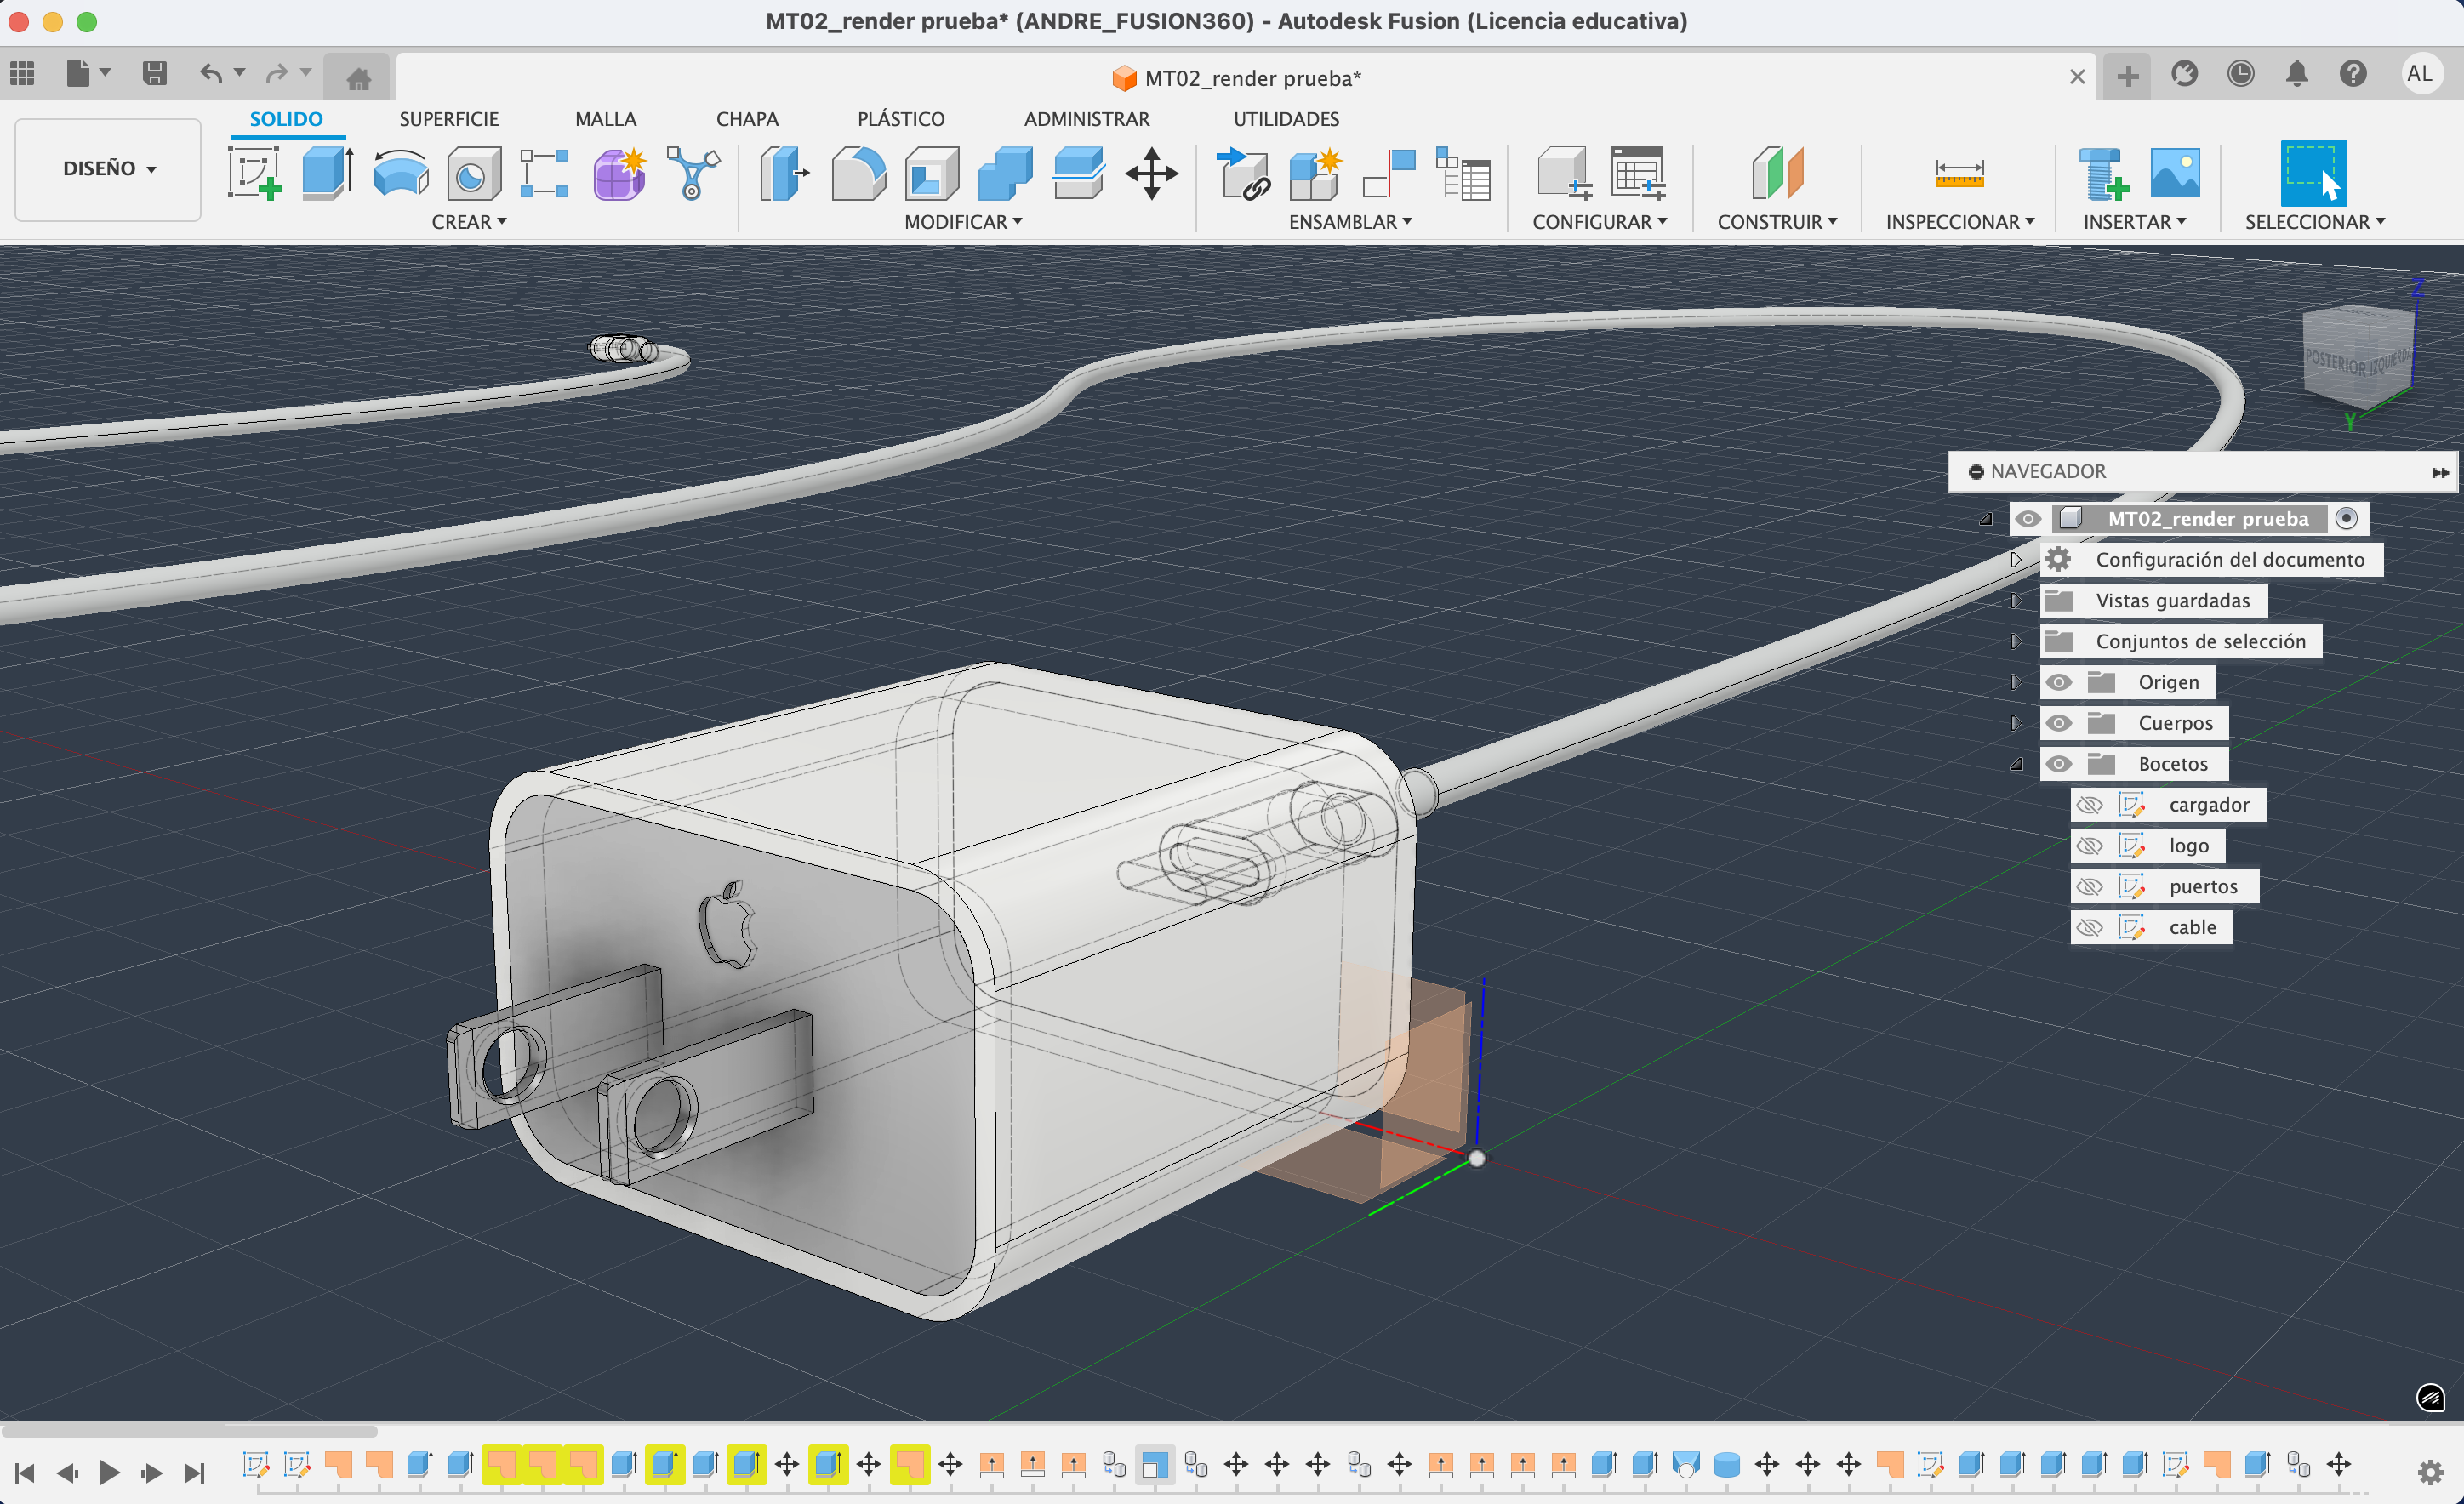 MT02_render prueba* (ANDRE_FUSION360) - Autodesk Fusion (Licencia educativa)
MT02_render prueba*
AL
SOLIDO SUPERFICIE MALLA CHAPA PLÁSTICO ADMINISTRAR UTILIDADES
DISEÑO
CREAR MODIFICAR ENSAMBLAR CONFIGURAR CONSTRUIR INSPECCIONAR INSERTAR SELECCIONAR
Z
POSTERIOR IZQUIERDA
Y
NAVEGADOR
MT02_render prueba
Configuración del documento
Vistas guardadas
Conjuntos de selección
Origen
Cuerpos
Bocetos
cargador
logo
puertos
cable